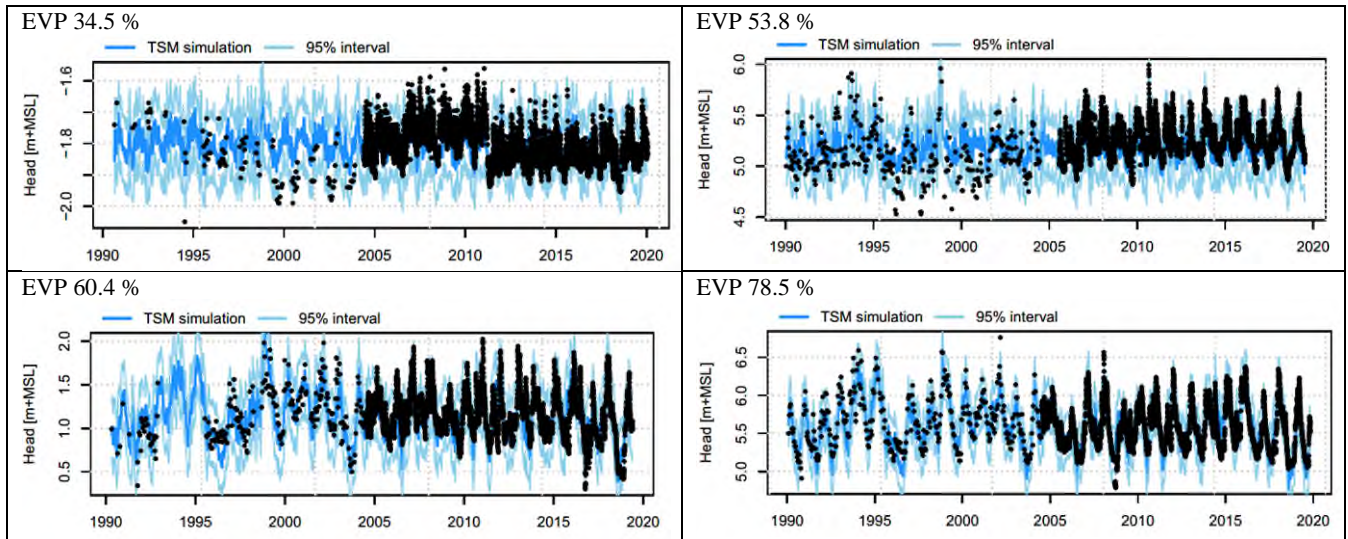 EVP 34.5 %
TSM simulation 95% interval
Head [m+MSL]
-1.6
-1.8
-2.0
1990 1995 2000 2005 2010 2015 2020
EVP 53.8 %
TSM simulation 95% interval
Head [m+MSL]
6.0
5.5
5.0
4.5
1990 1995 2000 2005 2010 2015 2020
EVP 60.4 %
TSM simulation 95% interval
Head [m+MSL]
2.0
1.5
1.0
0.5
1990 1995 2000 2005 2010 2015 2020
EVP 78.5 %
TSM simulation 95% interval
Head [m+MSL]
6.5
6.0
5.5
5.0
1990 1995 2000 2005 2010 2015 2020